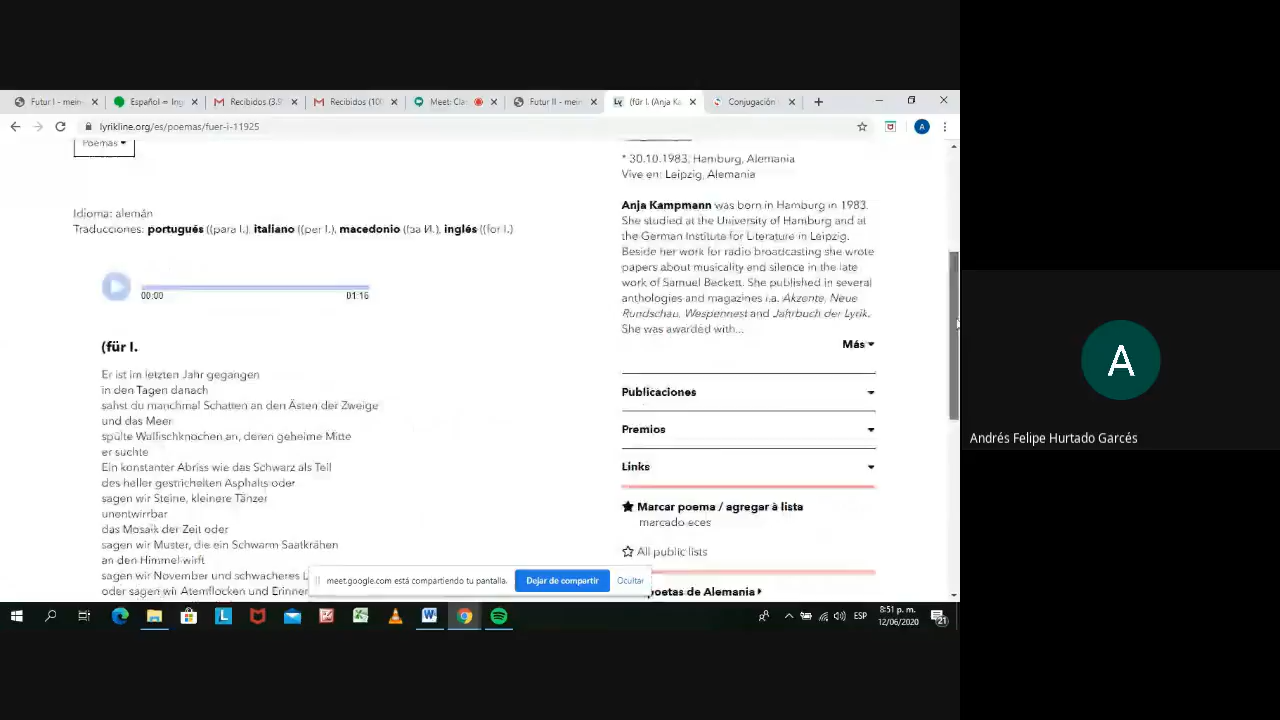 Futur I - mein
Español – Ing
Recibidos (3.9
Recibidos (10(
Meet: Cla
Futur II - mein
(für I. (Anja Ka
Conjugación
lyrikline.org/es/poemas/fuer-i-11925
Poemas
Idioma: alemán
Traducciones: portugués ((para I.), italiano ((per I.), macedonio ((за И.), inglés ((for I.)
00:00
01:16
(für I.
Er ist im letzten Jahr gegangen
in den Tagen danach
sahst du manchmal Schatten an den Ästen der Zweige
und das Meer
spülte Wallfischknochen an, deren geheime Mitte
er suchte
Ein konstanter Abriss wie das Schwarz als Teil
des heller gestrichelten Asphalts oder
sagen wir Steine, kleinere Tänzer
unentwirrbar
das Mosaik der Zeit oder
sagen wir Muster, die ein Schwarm Saatkrähen
an den Himmel wirft
sagen wir November und schwacheres L
oder sagen wir Atemflocken und Erinner
* 30.10.1983, Hamburg, Alemania
Vive en: Leipzig, Alemania
Anja Kampmann was born in Hamburg in 1983.
She studied at the University of Hamburg and at
the German Institute for Literature in Leipzig.
Beside her work for radio broadcasting she wrote
papers about musicality and silence in the late
work of Samuel Beckett. She published in several
anthologies and magazines i.a. Akzente, Neue
Rundschau, Wespennest and Jahrbuch der Lyrik.
She was awarded with...
Más
Publicaciones
Premios
Links
Marcar poema / agregar à lista
marcado eces
All public lists
poetas de Alemania
meet.google.com está compartiendo tu pantalla.
Dejar de compartir
Ocultar
ESP
8:51 p. m.
12/06/2020
21
A
Andrés Felipe Hurtado Garcés